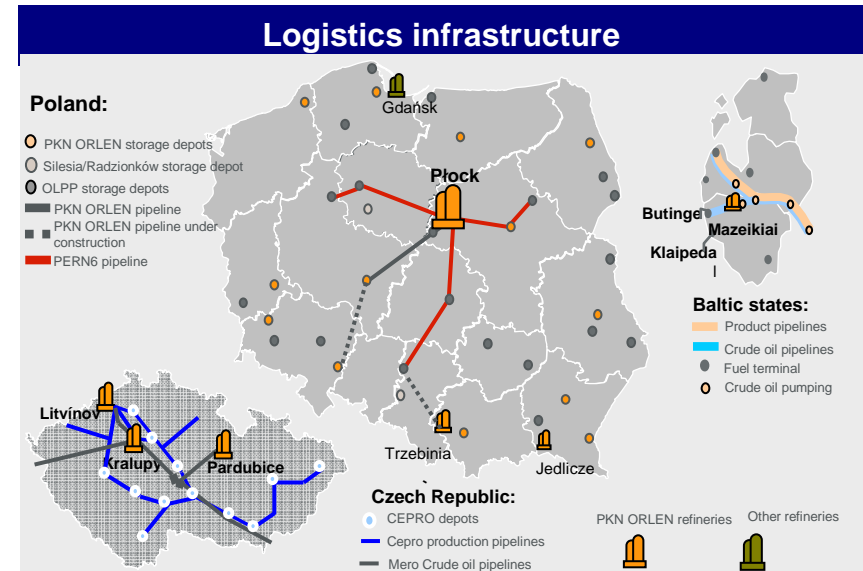 Logistics infrastructure
Poland:
PKN ORLEN storage depots
Silesia/Radzionków storage depot
OLPP storage depots
PKN ORLEN pipeline
PKN ORLEN pipeline under
construction
PERN6 pipeline
Gdańsk
Płock
Trzebinia
Jedlicze
Butinge
Mazeikiai
Klaipeda
l
Baltic states:
Product pipelines
Crude oil pipelines
Fuel terminal
Crude oil pumping
Litvínov
Kralupy
Pardubice
Czech Republic:
CEPRO depots
Cepro production pipelines
Mero Crude oil pipelines
PKN ORLEN refineries
Other refineries